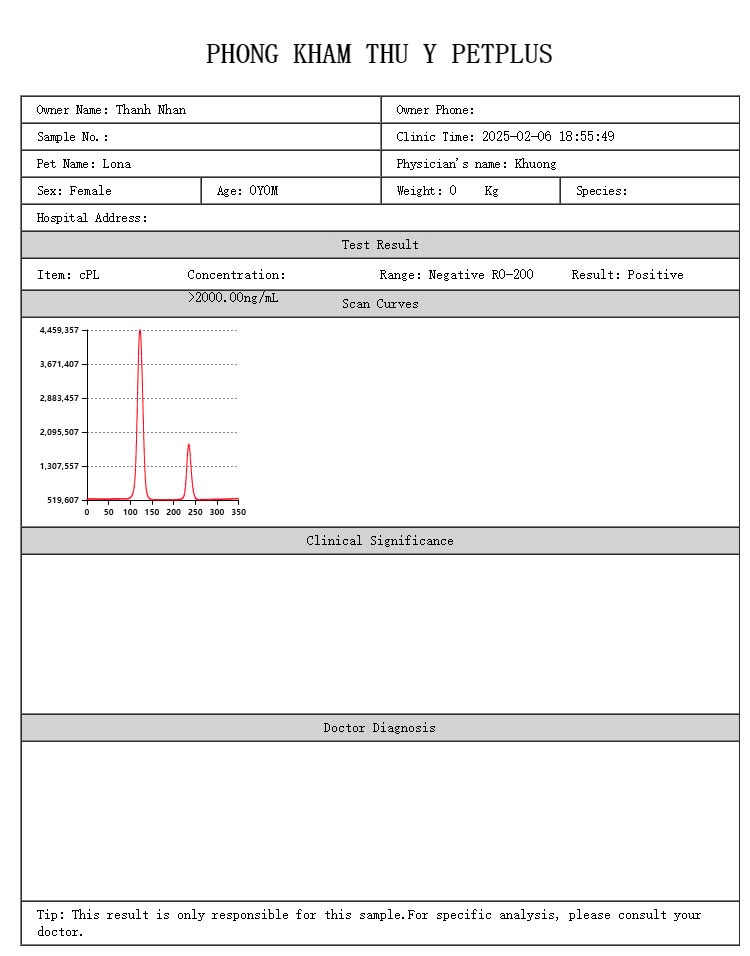 PHONG KHAM THU Y PETPLUS
Owner Name: Thanh Nhan
Owner Phone:
Sample No.:
Clinic Time: 2025-02-06 18:55:49
Pet Name: Lona
Physician's name: Khuong
Sex: Female
Age: 0Y0M
Weight: 0 Kg
Species:
Hospital Address:
Test Result
Item: cPL
Concentration:
>2000.00ng/mL
Range: Negative R0-200
Result: Positive
Scan Curves
4,459,357
3,671,407
2,883,457
2,095,507
1,307,557
519,607
0 50 100 150 200 250 300 350
Clinical Significance
Doctor Diagnosis
Tip: This result is only responsible for this sample.For specific analysis, please consult your
doctor.